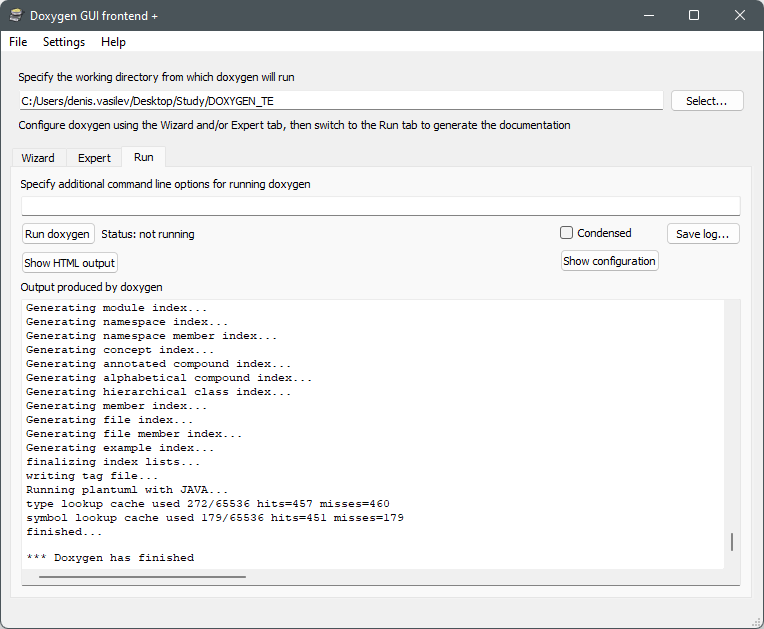 Doxygen GUI frontend +
File Settings Help
Specify the working directory from which doxygen will run
C:/Users/denis.vasilev/Desktop/Study/DOXYGEN_TE
Select...
Configure doxygen using the Wizard and/or Expert tab, then switch to the Run tab to generate the documentation
Wizard Expert Run
Specify additional command line options for running doxygen
Run doxygen Status: not running Condensed Save log...
Show HTML output Show configuration
Output produced by doxygen
Generating module index...
Generating namespace index...
Generating namespace member index...
Generating concept index...
Generating annotated compound index...
Generating alphabetical compound index...
Generating hierarchical class index...
Generating member index...
Generating file index...
Generating file member index...
Generating example index...
finalizing index lists...
writing tag file...
Running plantuml with JAVA...
type lookup cache used 272/65536 hits=457 misses=460
symbol lookup cache used 179/65536 hits=451 misses=179
finished...
*** Doxygen has finished